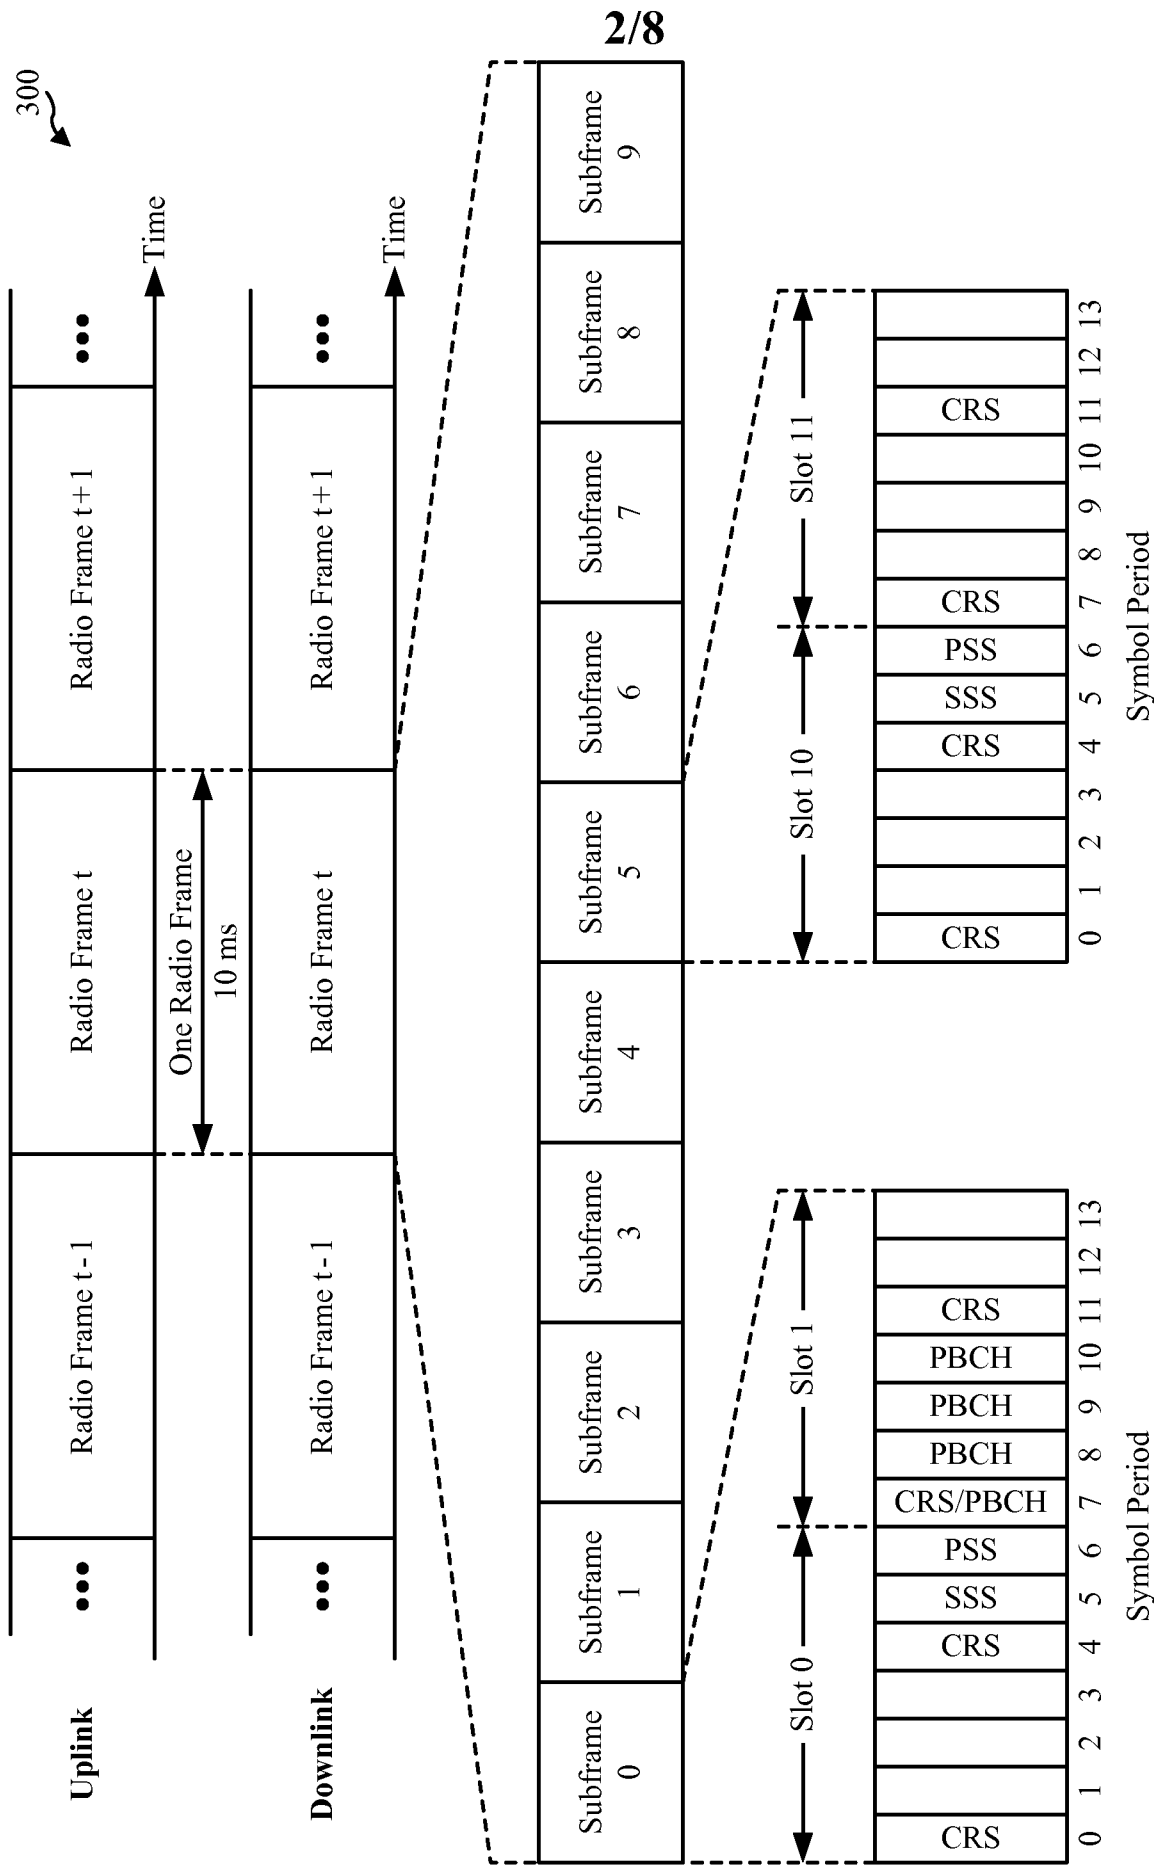 2/8
300
Uplink
Radio Frame t - 1
Radio Frame t
Radio Frame t + 1
Time
One Radio Frame
10 ms
Downlink
Radio Frame t - 1
Radio Frame t
Radio Frame t + 1
Time
Subframe
0
Subframe
1
Subframe
2
Subframe
3
Subframe
4
Subframe
5
Subframe
6
Subframe
7
Subframe
8
Subframe
9
Slot 0
Slot 1
CRS CRS SSS PSS CRS/PBCH PBCH PBCH PBCH CRS
0 1 2 3 4 5 6 7 8 9 10 11 12 13
Symbol Period
Slot 10
Slot 11
CRS CRS SSS PSS CRS CRS
0 1 2 3 4 5 6 7 8 9 10 11 12 13
Symbol Period